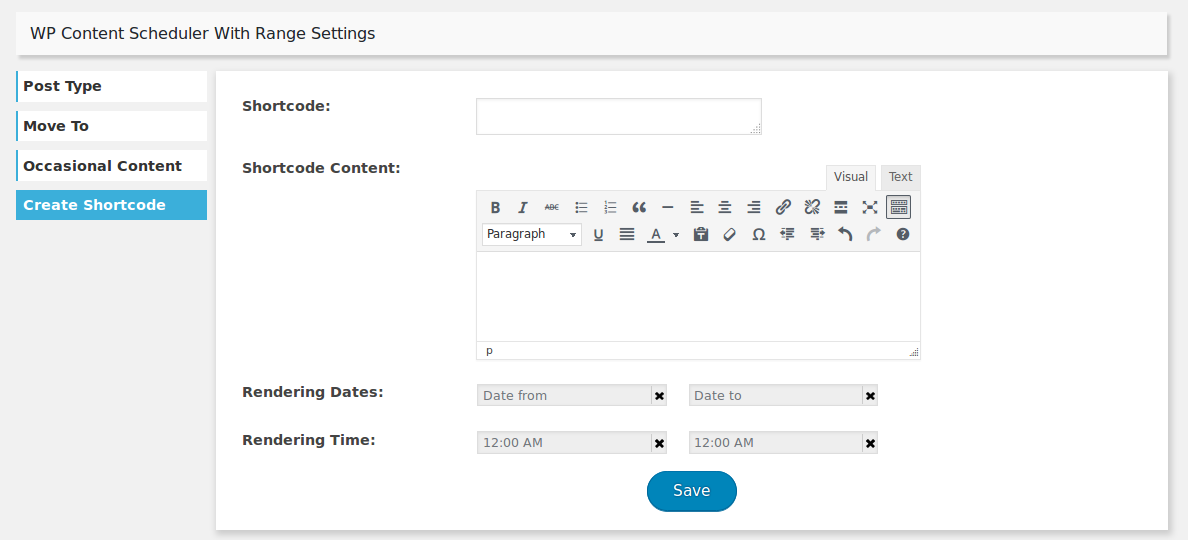 WP Content Scheduler With Range Settings
Post Type
Move To
Occasional Content
Create Shortcode
Shortcode:
Shortcode Content:
Visual Text
B I ABC
Paragraph U A Ω
p
Rendering Dates:
Date from Date to
Rendering Time:
12:00 AM 12:00 AM
Save